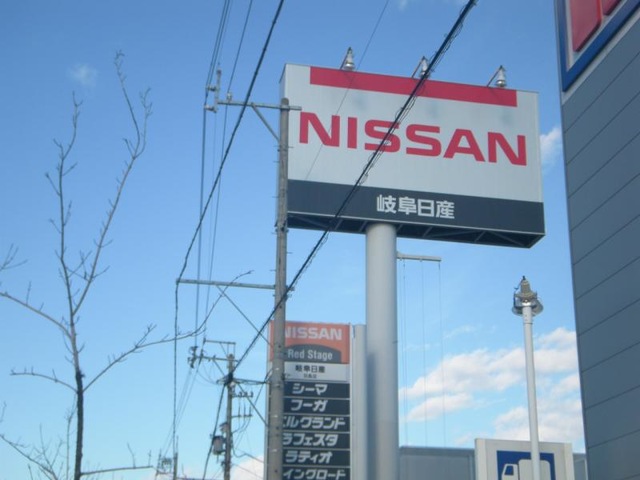 NISSAN
岐阜日産
NISSAN
Red Stage
岐阜日産
シーマ
フーガ
エルグランド
ラフェスタ
ラティオ
ウイングロード